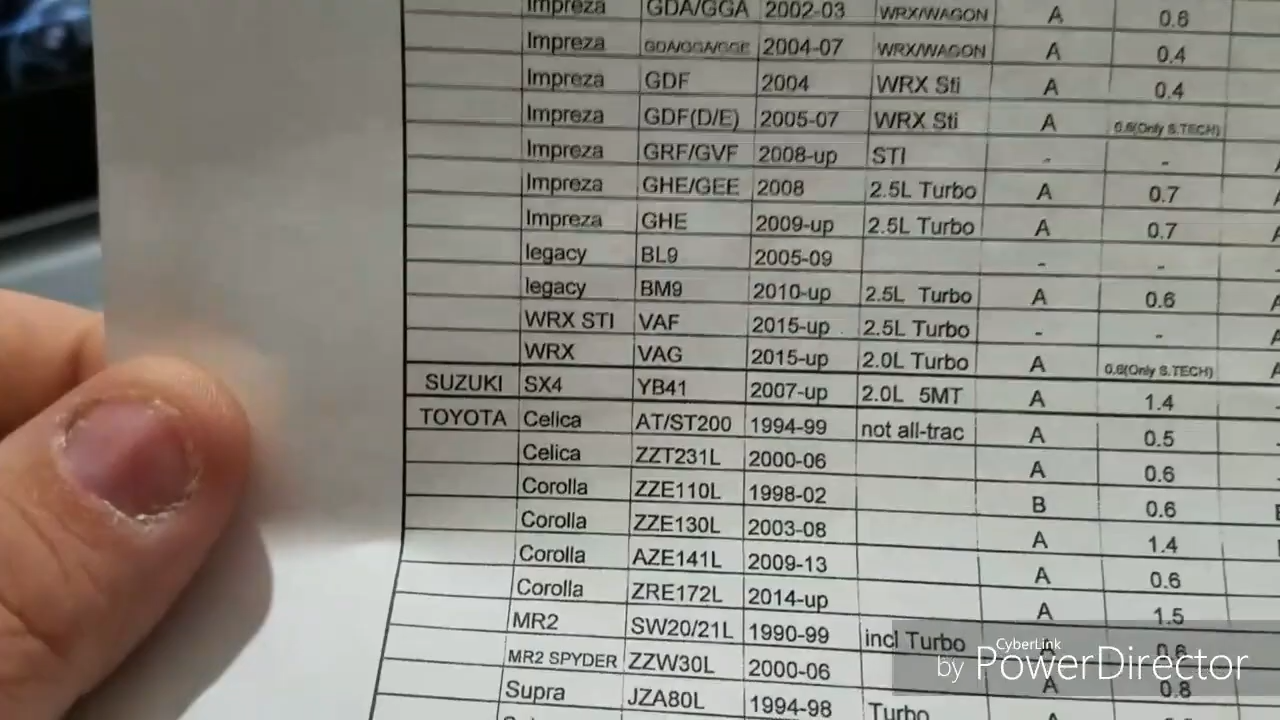 Impreza GDA/GGA 2002-03 WRX/WAGON A 0.6
Impreza GDA/GGA/GGE 2004-07 WRX/WAGON A 0.4
Impreza GDF 2004 WRX Sti A 0.4
Impreza GDF(D/E) 2005-07 WRX Sti A 0.6(Only S.TECH)
Impreza GRF/GVF 2008-up STI - -
Impreza GHE/GEE 2008 2.5L Turbo A 0.7
Impreza GHE 2009-up 2.5L Turbo A 0.7
legacy BL9 2005-09 - -
legacy BM9 2010-up 2.5L Turbo A 0.6
WRX STI VAF 2015-up 2.5L Turbo - -
WRX VAG 2015-up 2.0L Turbo A 0.6(Only S.TECH)
SUZUKI SX4 YB41 2007-up 2.0L 5MT A 1.4
TOYOTA Celica AT/ST200 1994-99 not all-trac A 0.5
Celica ZZT231L 2000-06 A 0.6
Corolla ZZE110L 1998-02 B 0.6
Corolla ZZE130L 2003-08 A 1.4
Corolla AZE141L 2009-13 A 0.6
Corolla ZRE172L 2014-up A 1.5
MR2 SW20/21L 1990-99 incl Turbo
MR2 SPYDER ZZW30L 2000-06 A 0.8
Supra JZA80L 1994-98 Turbo
CyberLink
by PowerDirector